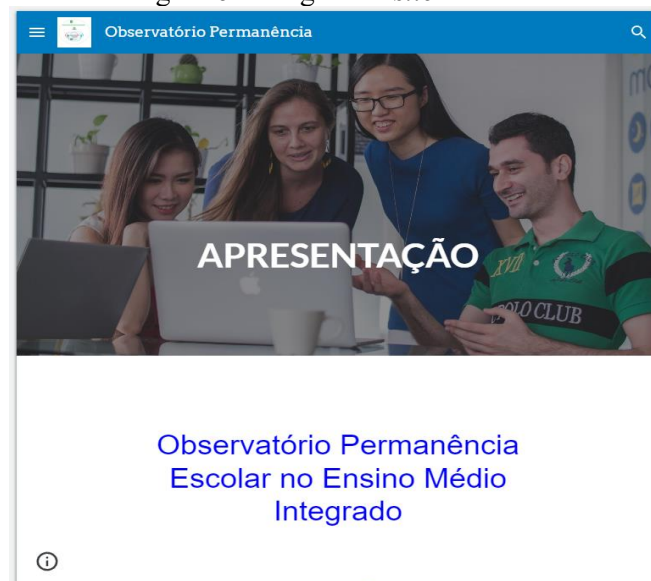 Observatório Permanência
APRESENTAÇÃO
XVII
POLO CLUB
Observatório Permanência
Escolar no Ensino Médio
Integrado